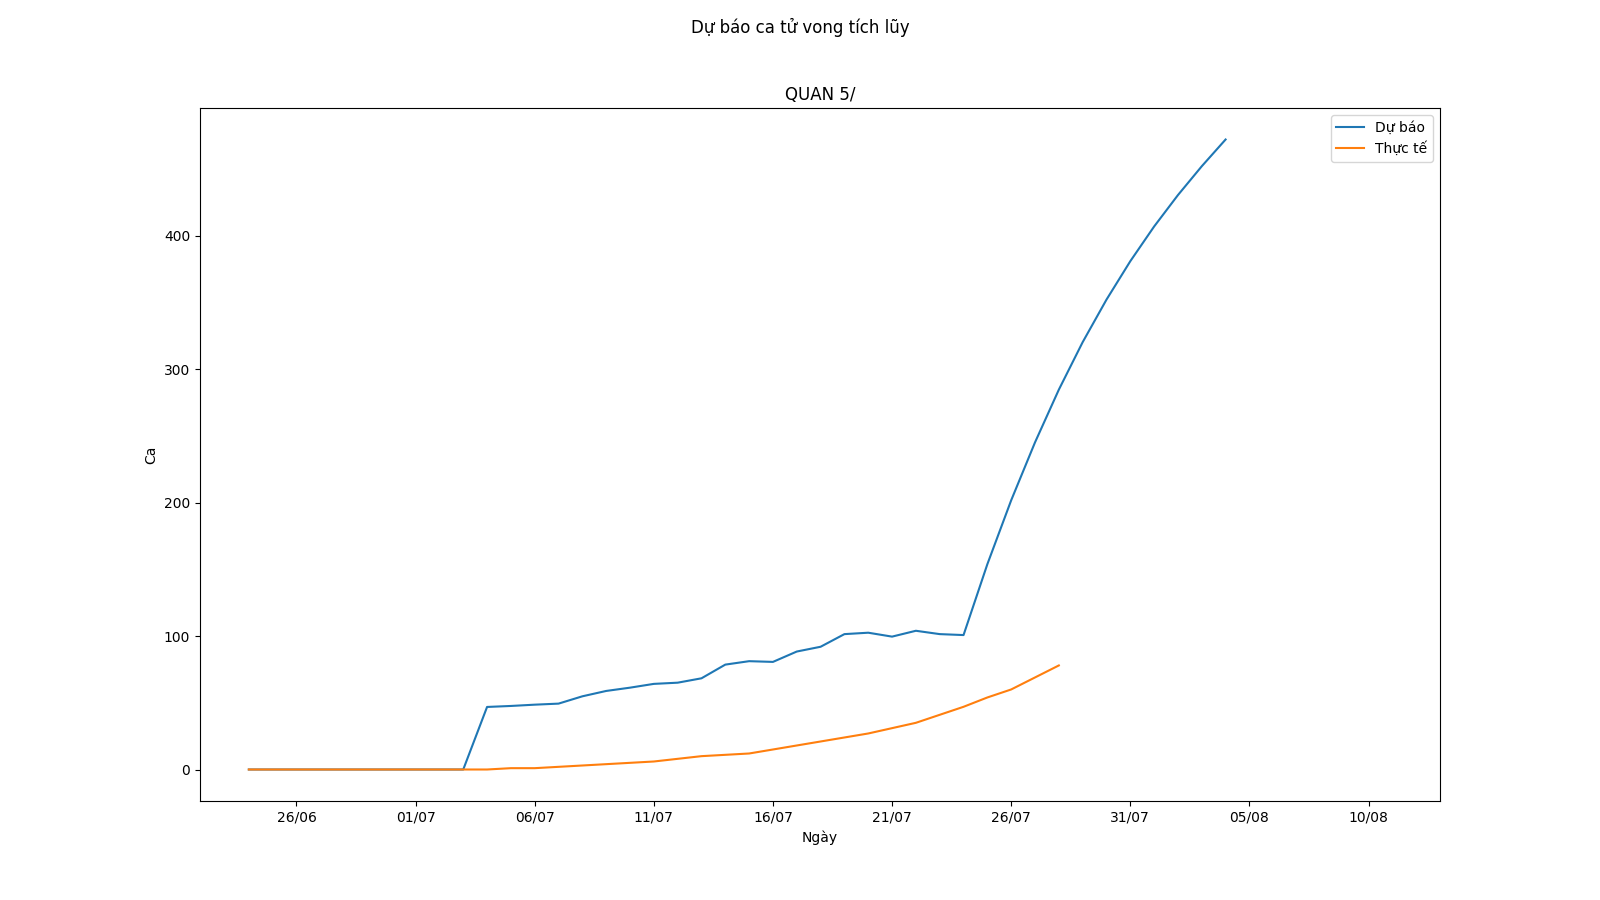 Dự báo ca tử vong tích lũy
QUAN 5/
Dự báo
Thực tế
400
300
200
100
0
Ca
26/06
01/07
06/07
11/07
16/07
21/07
26/07
31/07
05/08
10/08
Ngày